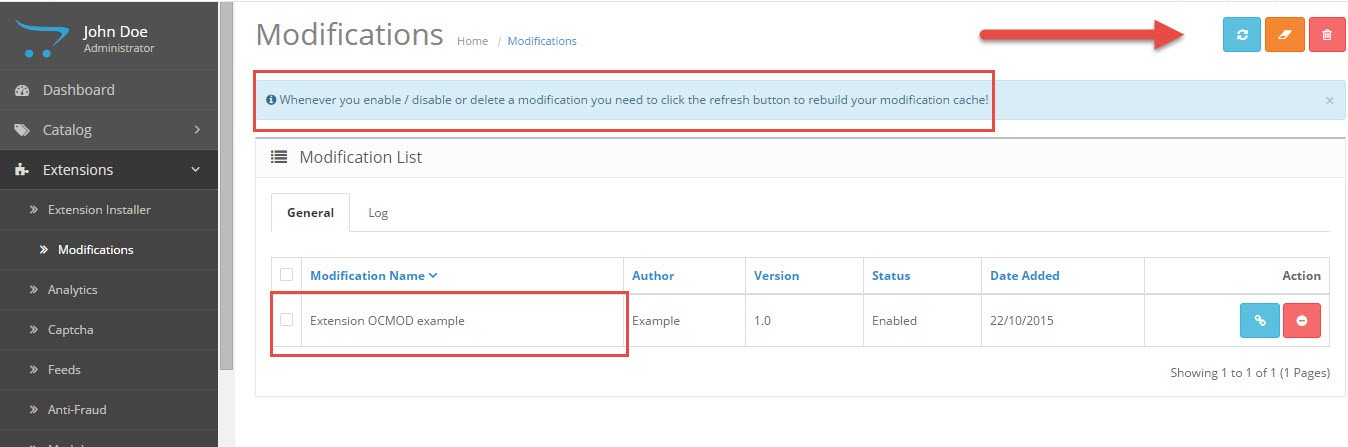 John Doe
Administrator
Dashboard
Catalog
Extensions
Extension Installer
Modifications
Analytics
Captcha
Feeds
Anti-Fraud
Modifications
Home / Modifications
Whenever you enable / disable or delete a modification you need to click the refresh button to rebuild your modification cache! ×
Modification List
General Log
Modification Name Author Version Status Date Added Action
Extension OCMOD example Example 1.0 Enabled 22/10/2015
Showing 1 to 1 of 1 (1 Pages)